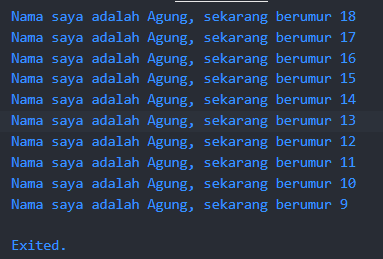 Nama saya adalah Agung, sekarang berumur 18
Nama saya adalah Agung, sekarang berumur 17
Nama saya adalah Agung, sekarang berumur 16
Nama saya adalah Agung, sekarang berumur 15
Nama saya adalah Agung, sekarang berumur 14
Nama saya adalah Agung, sekarang berumur 13
Nama saya adalah Agung, sekarang berumur 12
Nama saya adalah Agung, sekarang berumur 11
Nama saya adalah Agung, sekarang berumur 10
Nama saya adalah Agung, sekarang berumur 9
Exited.